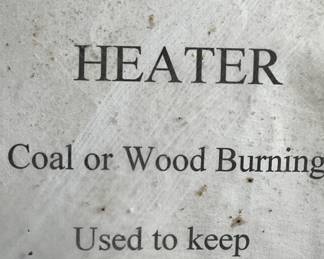 HEATER
Coal or Wood Burning
Used to keep